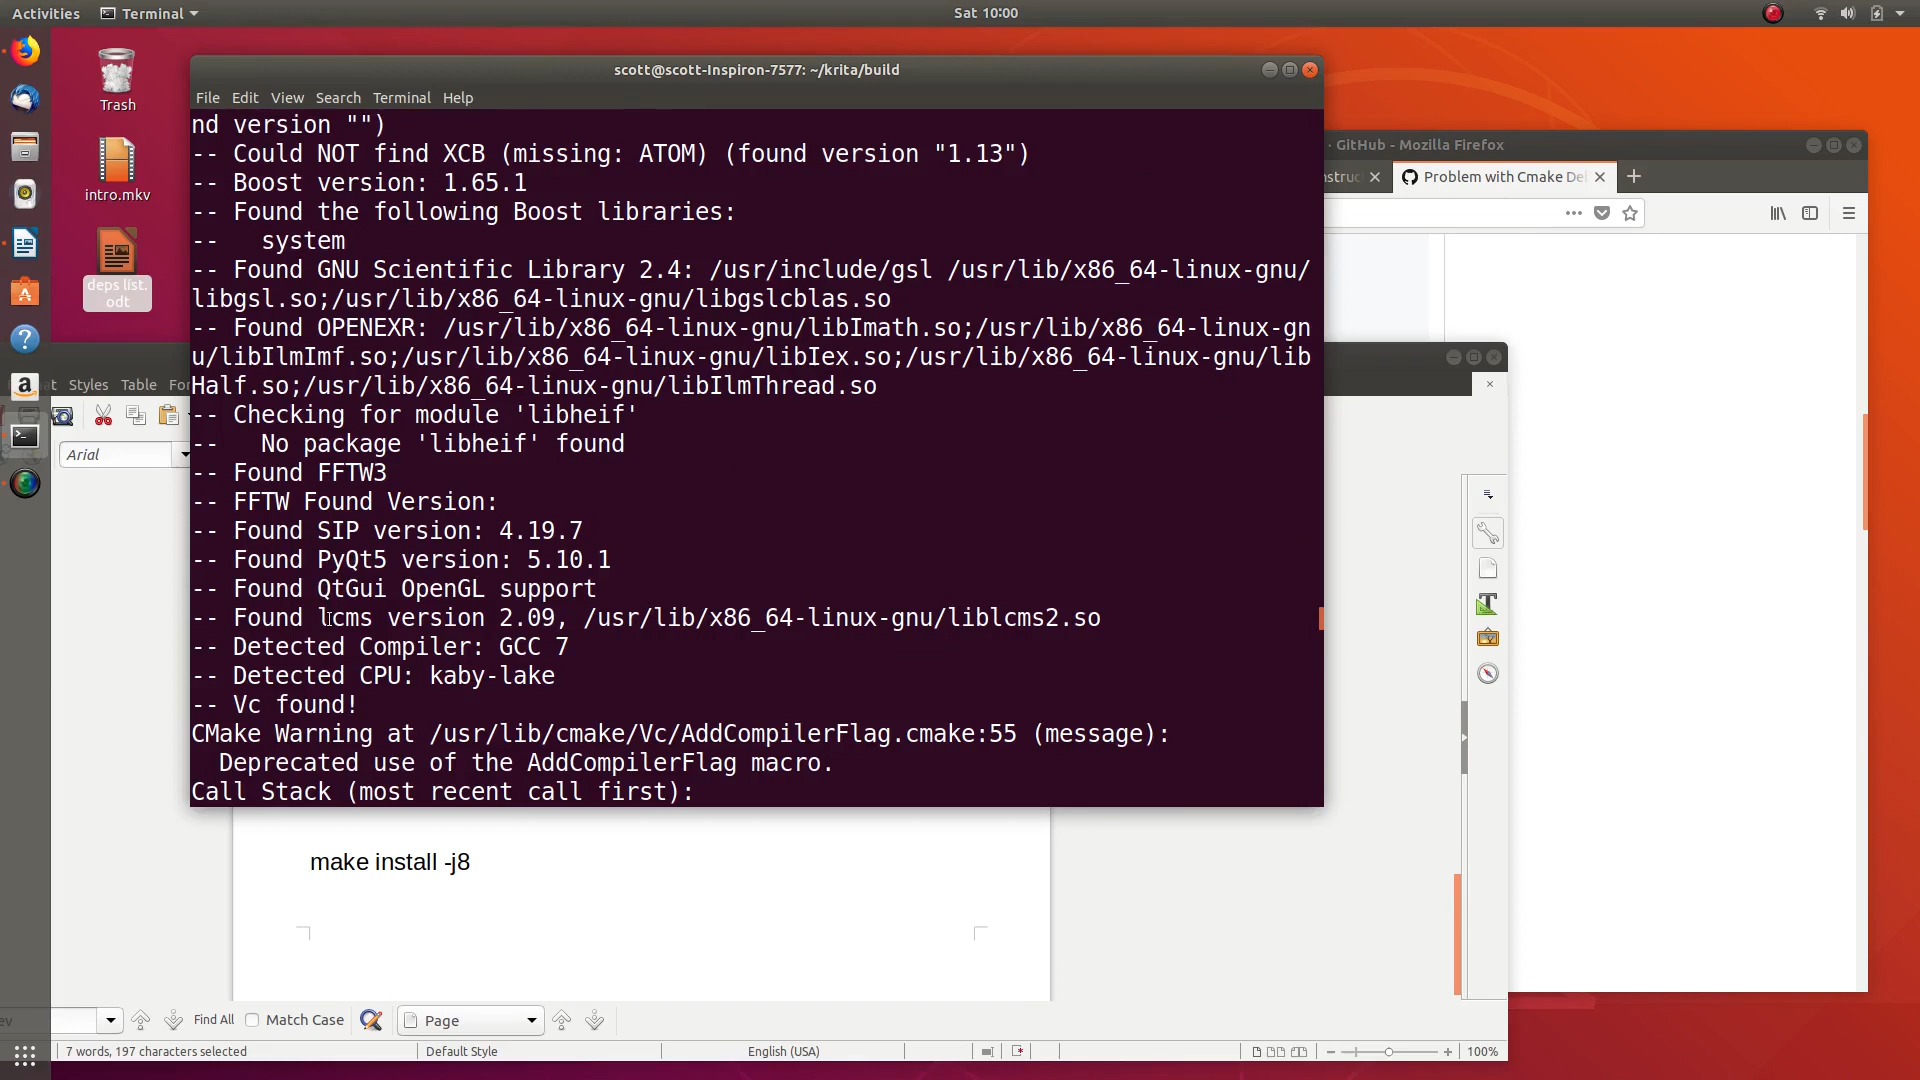 Activities
Terminal
Sat 10:00
Trash
intro.mkv
deps list.
odt
scott@scott-Inspiron-7577: ~/krita/build
File Edit View Search Terminal Help
nd version "")
-- Could NOT find XCB (missing: ATOM) (found version "1.13")
-- Boost version: 1.65.1
-- Found the following Boost libraries:
--   system
-- Found GNU Scientific Library 2.4: /usr/include/gsl /usr/lib/x86_64-linux-gnu/
libgsl.so;/usr/lib/x86_64-linux-gnu/libgslcblas.so
-- Found OPENEXR: /usr/lib/x86_64-linux-gnu/libImath.so;/usr/lib/x86_64-linux-gn
u/libIlmImf.so;/usr/lib/x86_64-linux-gnu/libIex.so;/usr/lib/x86_64-linux-gnu/lib
Half.so;/usr/lib/x86_64-linux-gnu/libIlmThread.so
-- Checking for module 'libheif'
--   No package 'libheif' found
-- Found FFTW3
-- FFTW Found Version:
-- Found SIP version: 4.19.7
-- Found PyQt5 version: 5.10.1
-- Found QtGui OpenGL support
-- Found lcms version 2.09, /usr/lib/x86_64-linux-gnu/liblcms2.so
-- Detected Compiler: GCC 7
-- Detected CPU: kaby-lake
-- Vc found!
CMake Warning at /usr/lib/cmake/Vc/AddCompilerFlag.cmake:55 (message):
  Deprecated use of the AddCompilerFlag macro.
Call Stack (most recent call first):
· GitHub - Mozilla Firefox
Problem with Cmake De
Styles Table
Arial
make install -j8
Find All
Match Case
Page
7 words, 197 characters selected
Default Style
English (USA)
100%